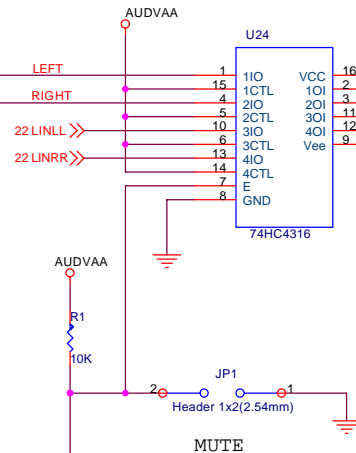 AUDVAA
U24
LEFT 1 1IO VCC 16
15 1CTL 1OI 2
RIGHT 4 2IO 2OI 3
5 2CTL 3OI 11
22 LINLL 10 3IO 4OI 12
6 3CTL Vee 9
22 LINRR 13 4IO
14 4CTL
7 E
8 GND
74HC4316
AUDVAA
R1
10K
JP1
2 1
Header 1x2(2.54mm)
MUTE